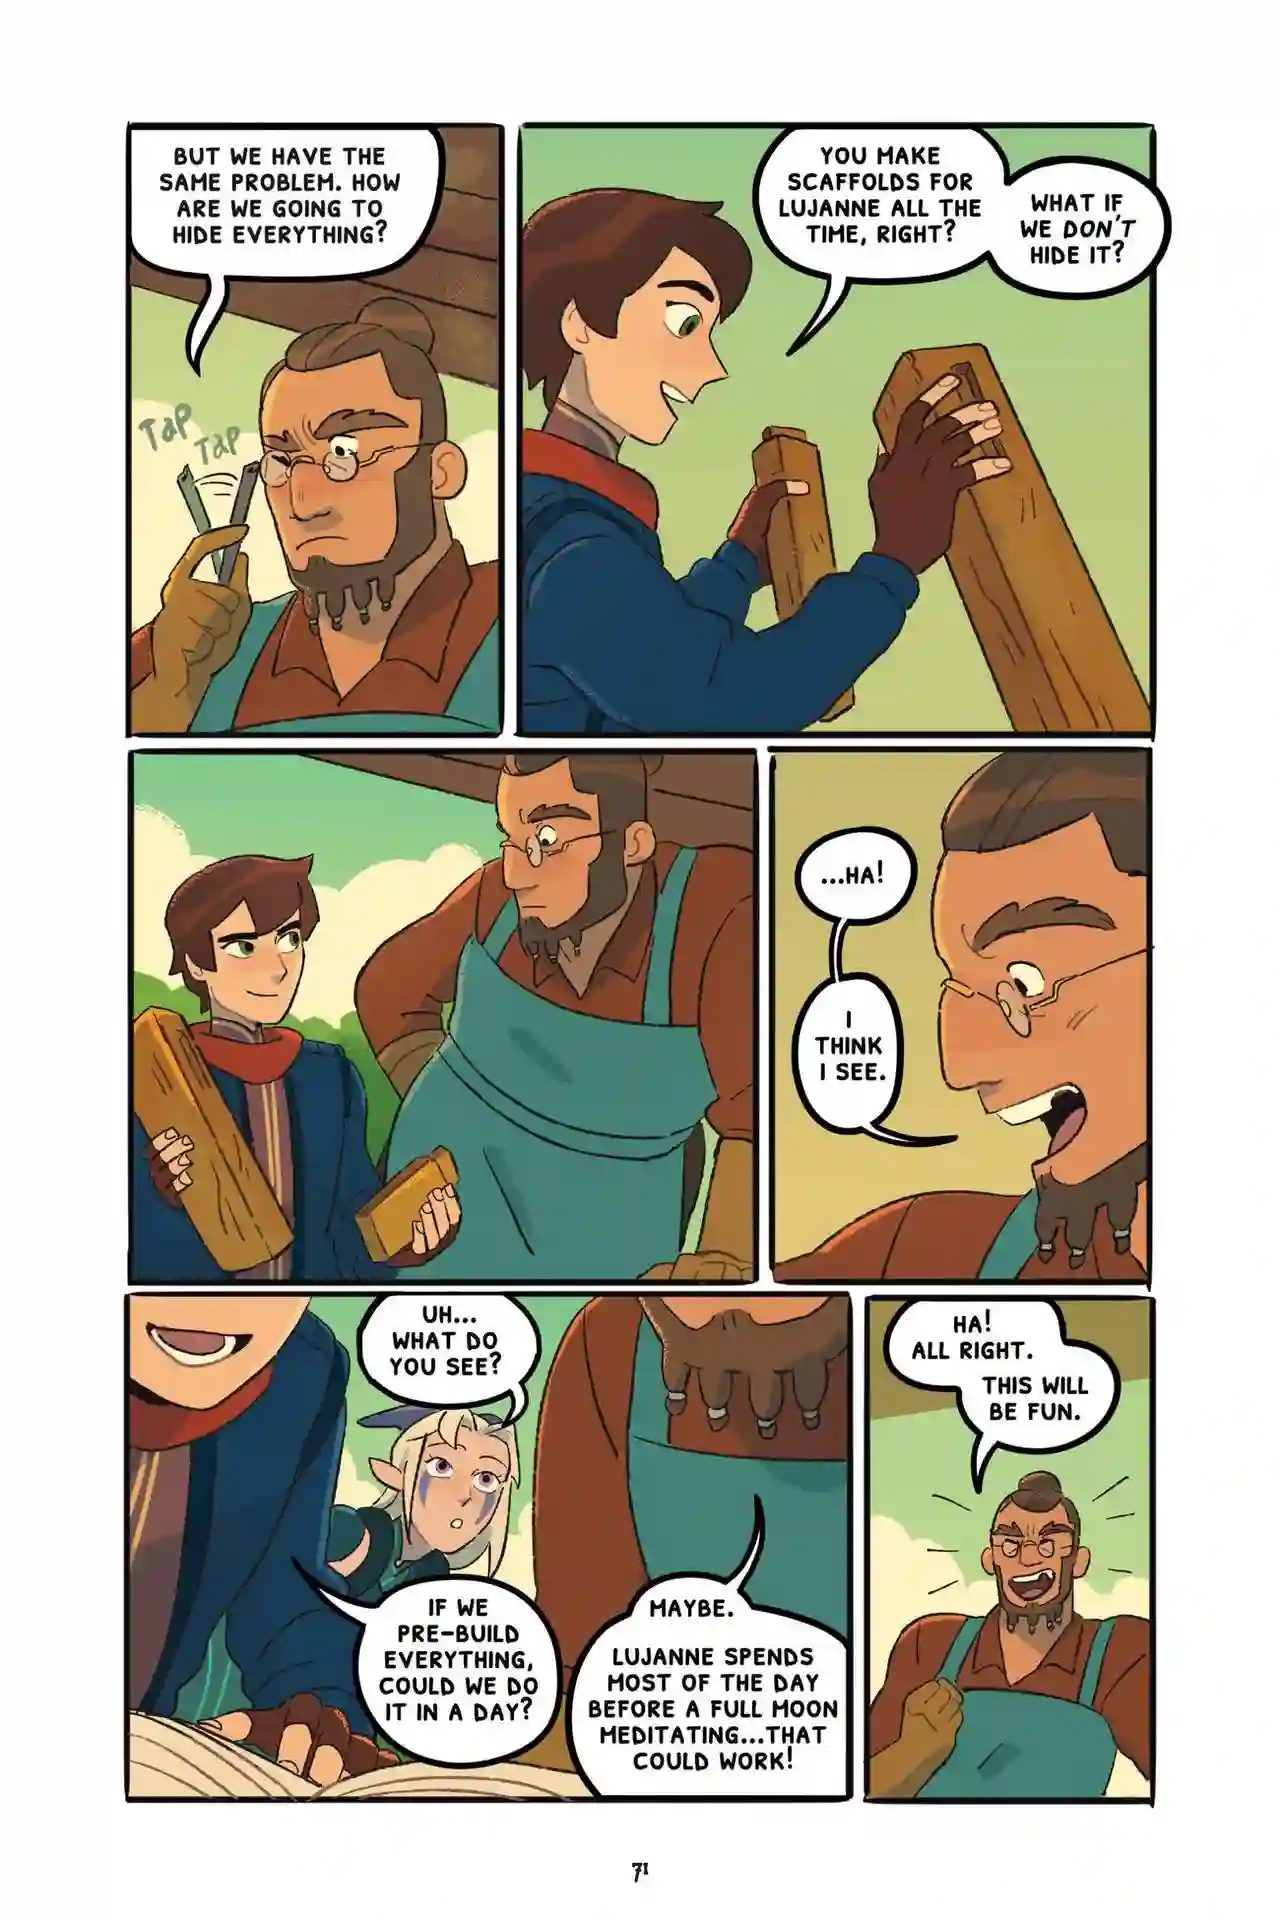 BUT WE HAVE THE
SAME PROBLEM. HOW
ARE WE GOING TO
HIDE EVERYTHING?
TAP
TAP
YOU MAKE
SCAFFOLDS FOR
LUJANNE ALL THE
TIME, RIGHT?
WHAT IF
WE DON'T
HIDE IT?
...HA!
I
THINK
I SEE.
UH...
WHAT DO
YOU SEE?
IF WE
PRE-BUILD
EVERYTHING,
COULD WE DO
IT IN A DAY?
MAYBE.
LUJANNE SPENDS
MOST OF THE DAY
BEFORE A FULL MOON
MEDITATING...THAT
COULD WORK!
HA!
ALL RIGHT.
THIS WILL
BE FUN.
71